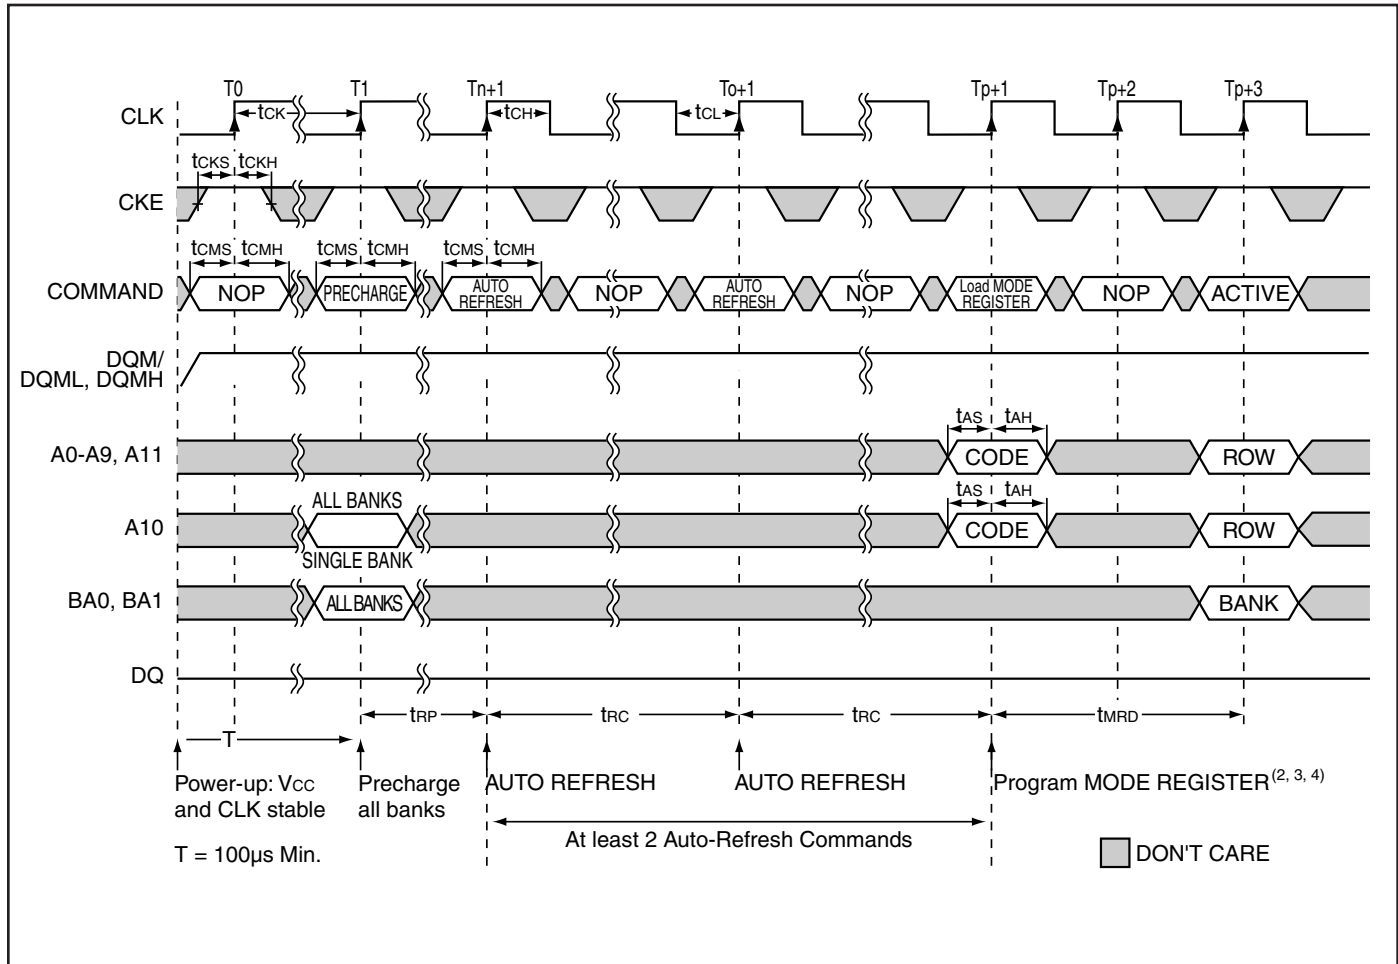 T0 T1 Tn+1 To+1 Tp+1 Tp+2 Tp+3
CLK tCK tCH tCL
tCKS tCKH
CKE
tCMS tCMH tCMS tCMH tCMS tCMH
COMMAND NOP PRECHARGE AUTO REFRESH NOP AUTO REFRESH NOP Load MODE REGISTER NOP ACTIVE
DQM/
DQML, DQMH
tAS tAH
A0-A9, A11 CODE ROW
ALL BANKS tAS tAH
A10 CODE ROW
SINGLE BANK
BA0, BA1 ALL BANKS BANK
DQ
tRP tRC tRC tMRD
T
Power-up: VCC Precharge AUTO REFRESH AUTO REFRESH Program MODE REGISTER(2, 3, 4)
and CLK stable all banks
At least 2 Auto-Refresh Commands
T = 100µs Min. DON'T CARE